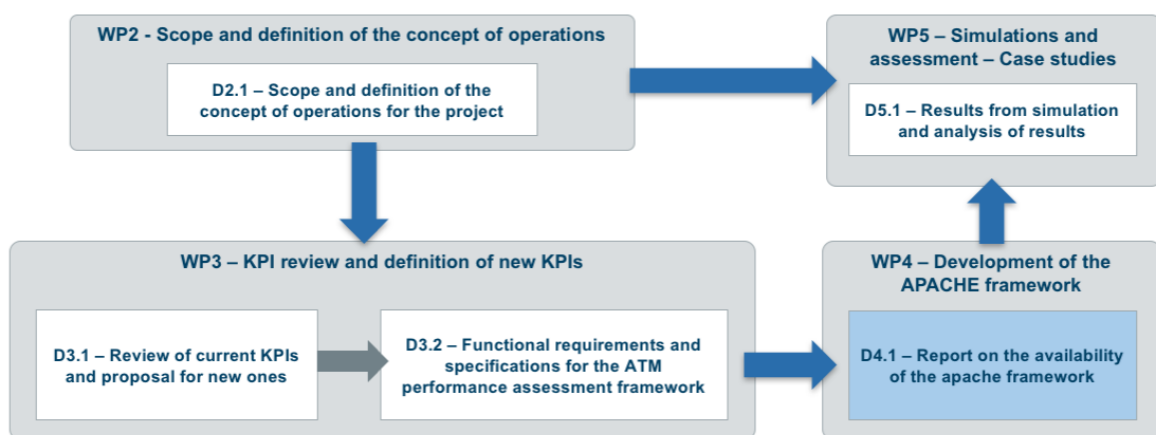 WP2 - Scope and definition of the concept of operations
D2.1 – Scope and definition of the
concept of operations for the project
WP5 – Simulations and
assessment – Case studies
D5.1 – Results from simulation
and analysis of results
WP3 – KPI review and definition of new KPIs
D3.1 – Review of current KPIs
and proposal for new ones
D3.2 – Functional requirements and
specifications for the ATM
performance assessment framework
WP4 – Development of the
APACHE framework
D4.1 – Report on the availability
of the apache framework